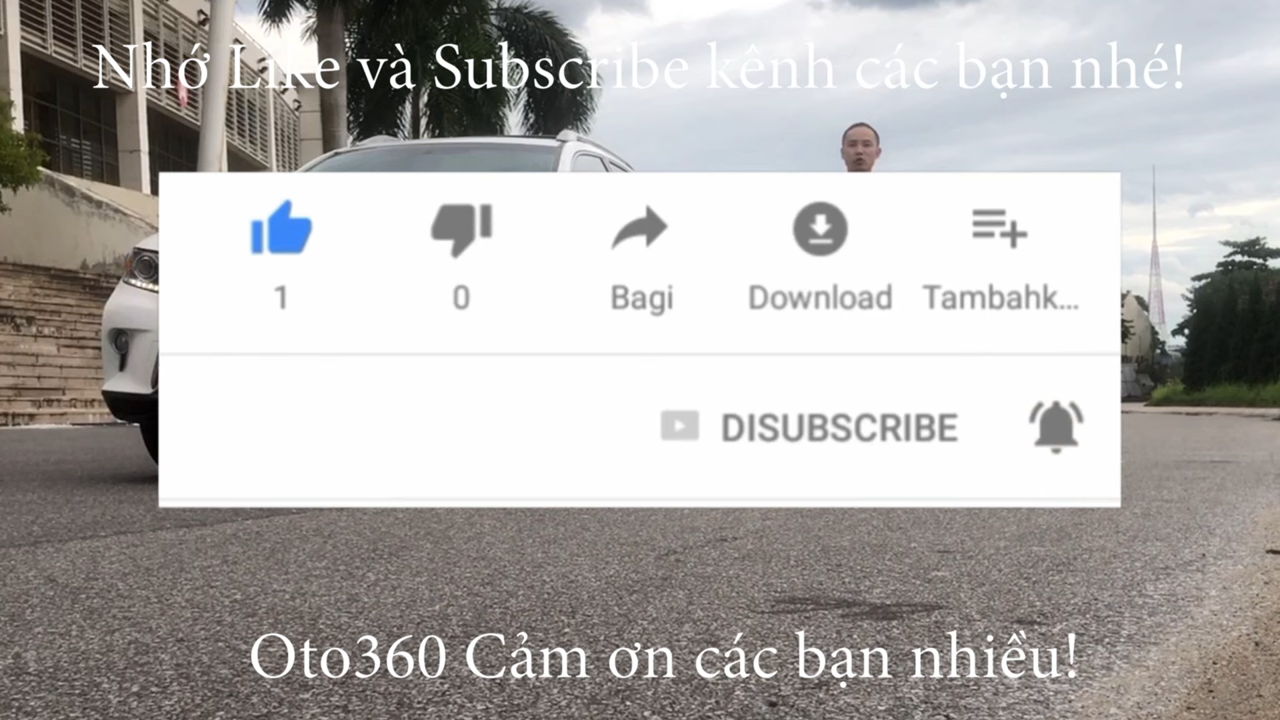 Nhớ Like và Subscribe kênh các bạn nhé!
1 0 Bagi Download Tambahk...
DISUBSCRIBE
Oto360 Cảm ơn các bạn nhiều!